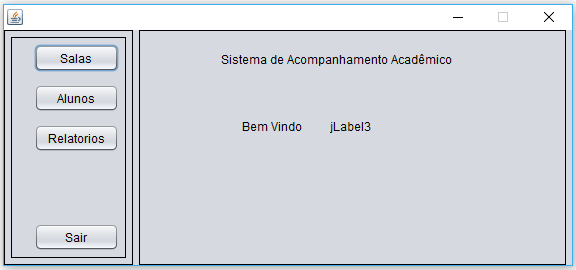 Salas
Alunos
Relatorios
Sair
Sistema de Acompanhamento Acadêmico
Bem Vindo jLabel3